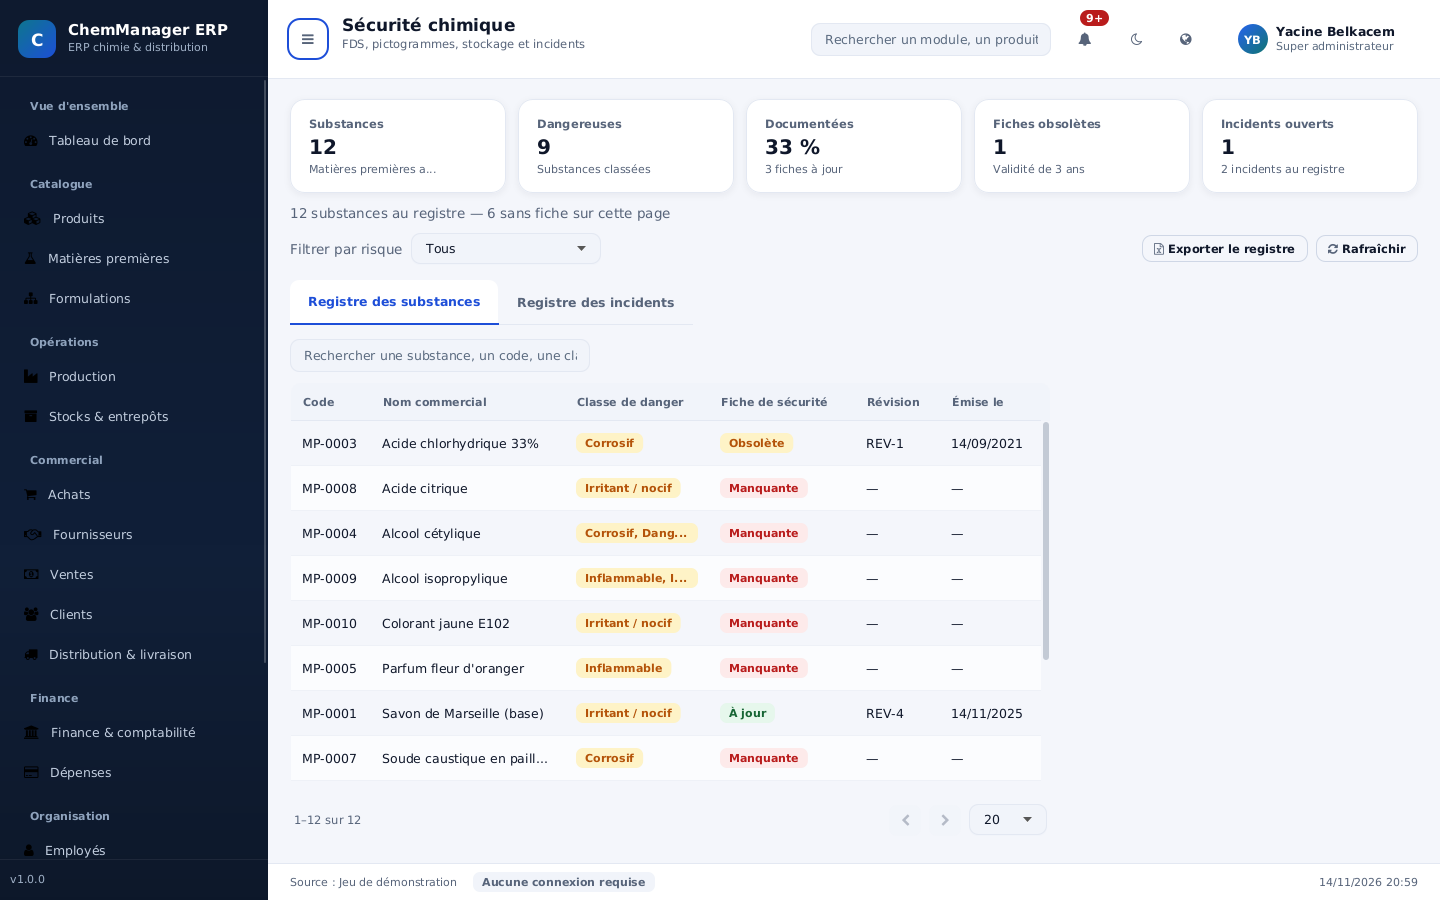 C
ChemManager ERP
ERP chimie & distribution
Vue d'ensemble
Tableau de bord
Catalogue
Produits
Matières premières
Formulations
Opérations
Production
Stocks & entrepôts
Commercial
Achats
Fournisseurs
Ventes
Clients
Distribution & livraison
Finance
Finance & comptabilité
Dépenses
Organisation
Employés
v1.0.0
Sécurité chimique
FDS, pictogrammes, stockage et incidents
Rechercher un module, un produit
9+
YB
Yacine Belkacem
Super administrateur
Substances
12
Matières premières a...
Dangereuses
9
Substances classées
Documentées
33 %
3 fiches à jour
Fiches obsolètes
1
Validité de 3 ans
Incidents ouverts
1
2 incidents au registre
12 substances au registre — 6 sans fiche sur cette page
Filtrer par risque Tous
Exporter le registre Rafraîchir
Registre des substances Registre des incidents
Rechercher une substance, un code, une cl
Code Nom commercial Classe de danger Fiche de sécurité Révision Émise le
MP-0003 Acide chlorhydrique 33% Corrosif Obsolète REV-1 14/09/2021
MP-0008 Acide citrique Irritant / nocif Manquante — —
MP-0004 Alcool cétylique Corrosif, Dang... Manquante — —
MP-0009 Alcool isopropylique Inflammable, I... Manquante — —
MP-0010 Colorant jaune E102 Irritant / nocif Manquante — —
MP-0005 Parfum fleur d'oranger Inflammable Manquante — —
MP-0001 Savon de Marseille (base) Irritant / nocif À jour REV-4 14/11/2025
MP-0007 Soude caustique en paill... Corrosif Manquante — —
1–12 sur 12
20
Source : Jeu de démonstration Aucune connexion requise
14/11/2026 20:59